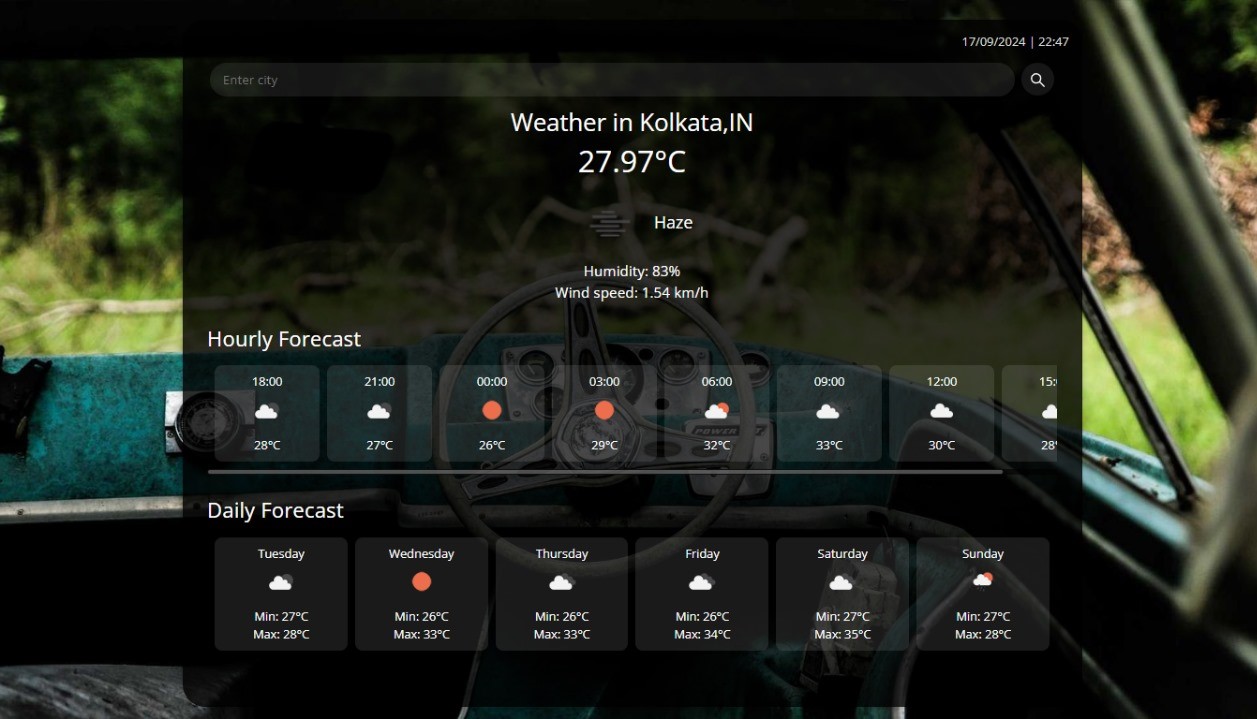 17/09/2024 | 22:47
Enter city
Weather in Kolkata,IN
27.97°C
Haze
Humidity: 83%
Wind speed: 1.54 km/h
Hourly Forecast
18:00 21:00 00:00 03:00 06:00 09:00 12:00 15:
28°C 27°C 26°C 29°C 32°C 33°C 30°C 28°
POWER
Daily Forecast
Tuesday Wednesday Thursday Friday Saturday Sunday
Min: 27°C Min: 26°C Min: 26°C Min: 26°C Min: 27°C Min: 27°C
Max: 28°C Max: 33°C Max: 33°C Max: 34°C Max: 35°C Max: 28°C